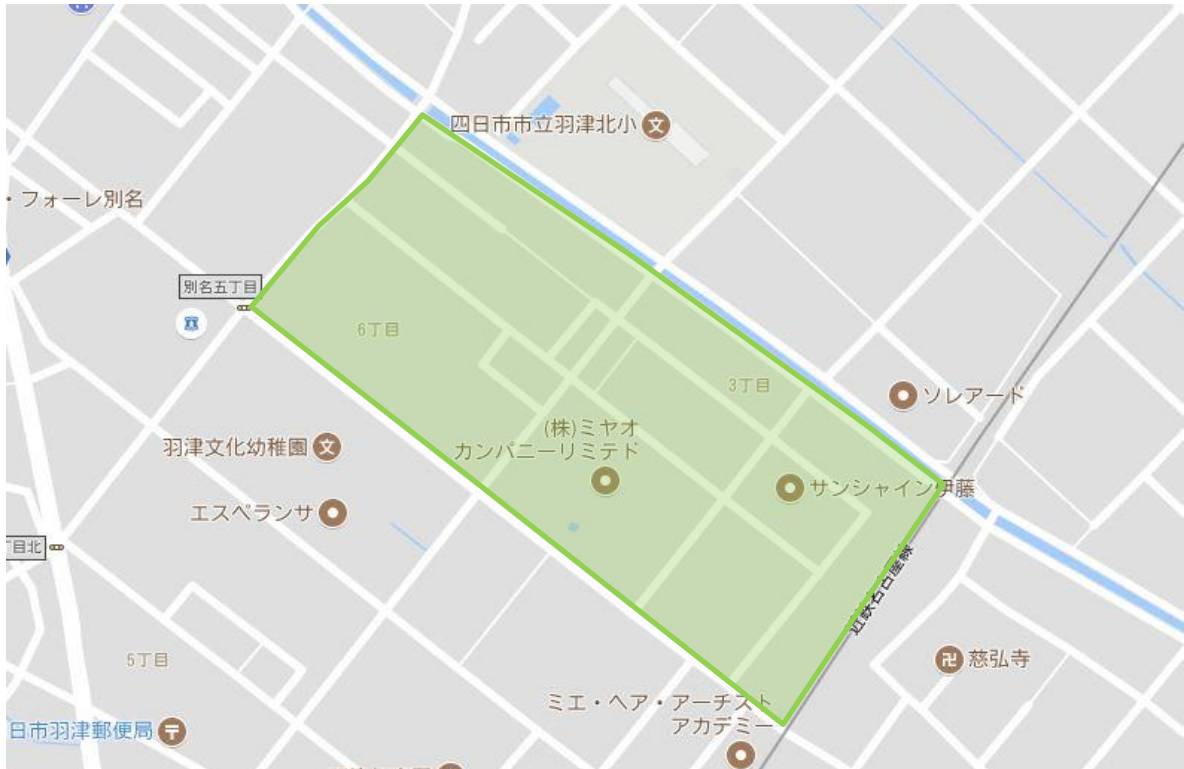 四日市市立羽津北小
・フォーレ別名
別名五丁目
6丁目
3丁目
ソレアード
(株)ミヤオ
カンパニーリミテド
羽津文化幼稚園
サンシャイン伊藤
エスペランサ
丁目北
近鉄名古屋線
5丁目
慈弘寺
ミエ・ヘア・アーチスト
アカデミー
日市羽津郵便局